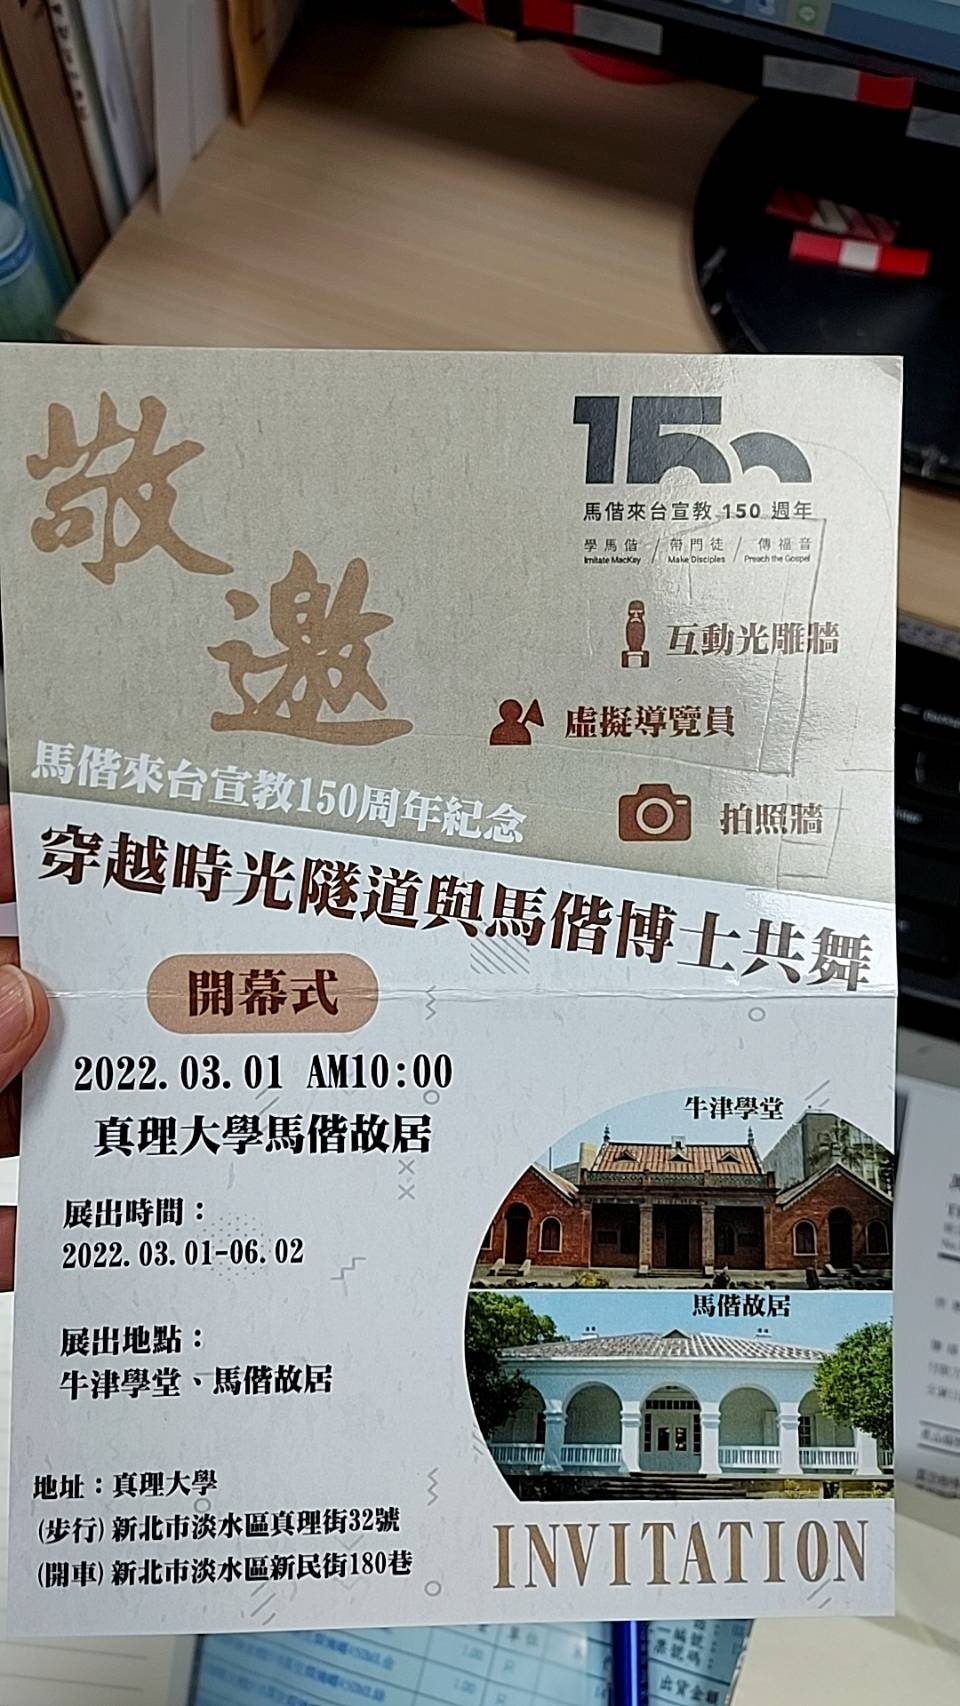 敬
邀
150
馬偕來台宣教 150 週年
學馬偕 / 帶門徒 / 傳福音
Imitate MacKay / Make Disciples / Preach the Gospel
互動光雕牆
虛擬導覽員
拍照牆
馬偕來台宣教150周年紀念
穿越時光隧道與馬偕博士共舞
開幕式
2022.03.01 AM10:00
真理大學馬偕故居
展出時間：
2022.03.01-06.02
展出地點：
牛津學堂、馬偕故居
牛津學堂
馬偕故居
地址：真理大學
(步行)新北市淡水區真理街32號
(開車)新北市淡水區新民街180巷
INVITATION
出貨金額